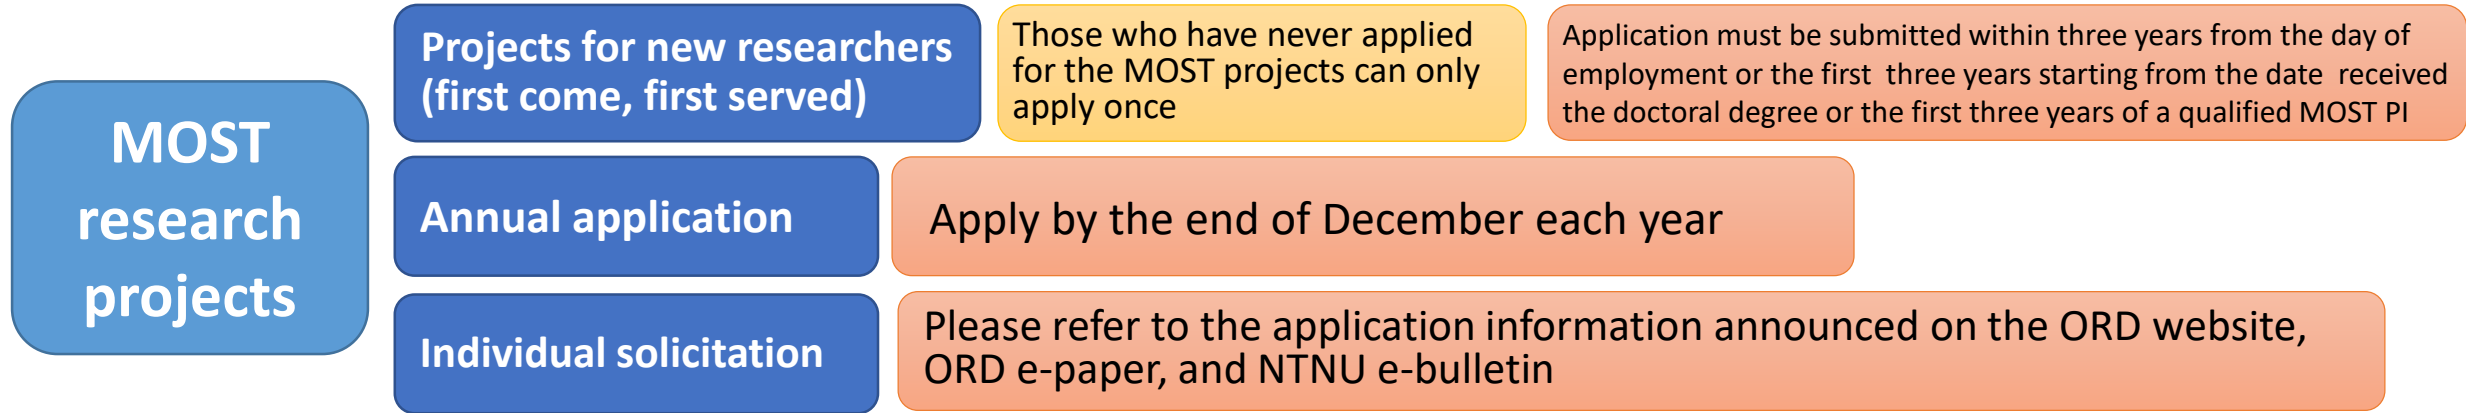 MOST
research
projects
Projects for new researchers
(first come, first served)
Those who have never applied
for the MOST projects can only
apply once
Application must be submitted within three years from the day of
employment or the first three years starting from the date received
the doctoral degree or the first three years of a qualified MOST PI
Annual application
Apply by the end of December each year
Individual solicitation
Please refer to the application information announced on the ORD website,
ORD e-paper, and NTNU e-bulletin